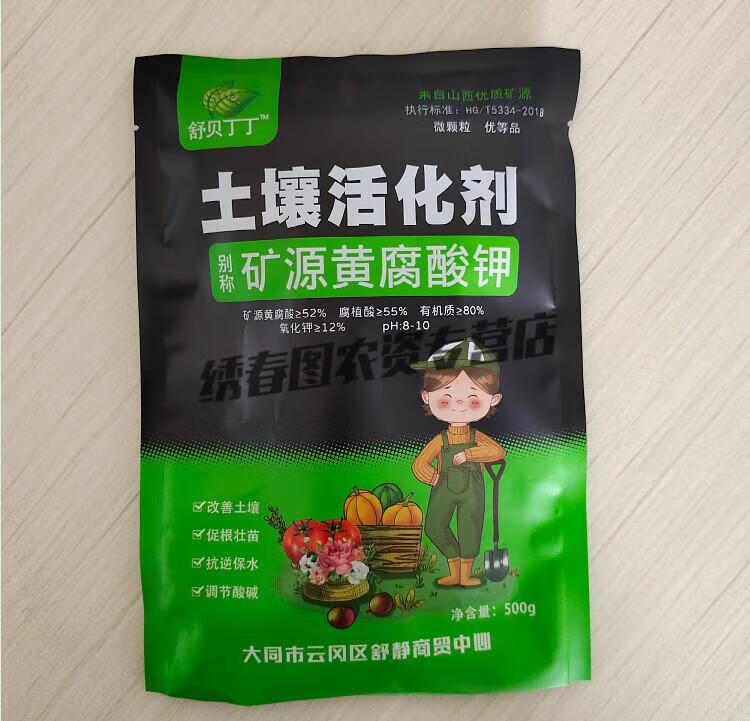 舒贝丁丁™
来自山西优质矿源
执行标准：HG/T5334-2018
微颗粒 优等品
土壤活化剂
别称 矿源黄腐酸钾
矿源黄腐酸≥52% 腐植酸≥55% 有机质≥80%
氧化钾≥12% pH:8-10
绣春图农资专营店
改善土壤
促根壮苗
抗逆保水
调节酸碱
净含量：500g
大同市云冈区舒静商贸中心